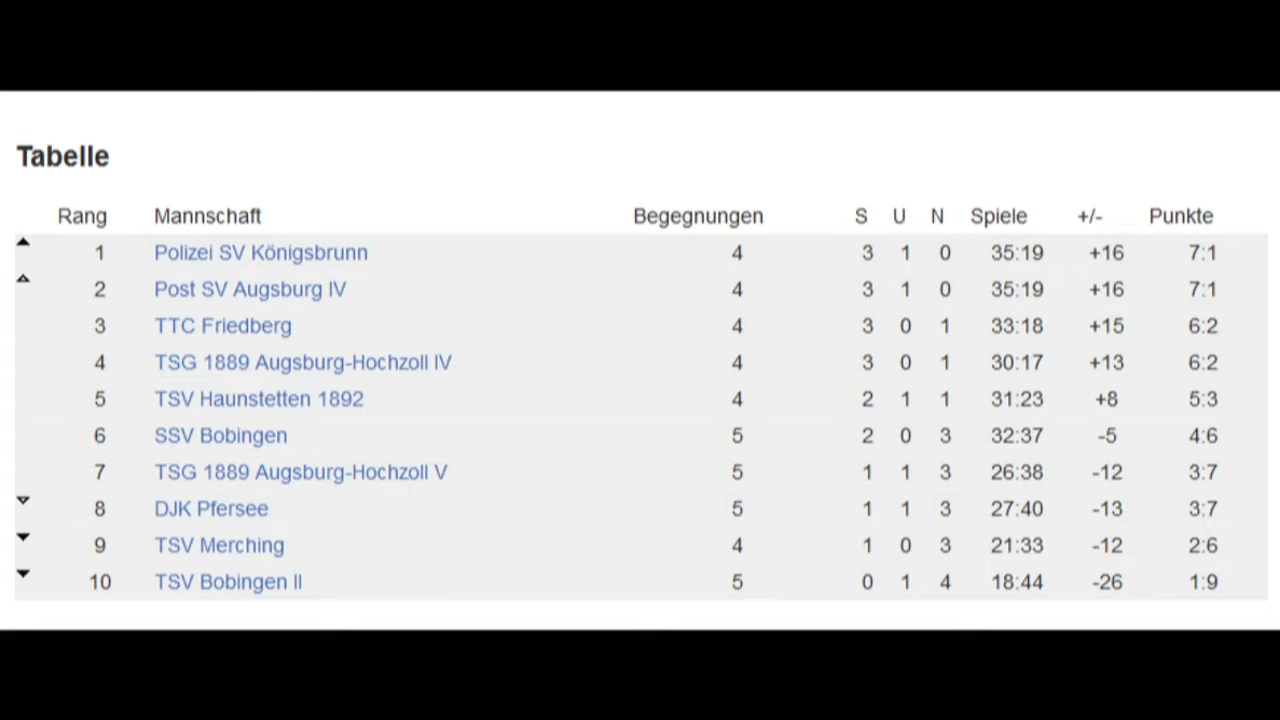 Tabelle
Rang Mannschaft Begegnungen S U N Spiele +/- Punkte
1 Polizei SV Königsbrunn 4 3 1 0 35:19 +16 7:1
2 Post SV Augsburg IV 4 3 1 0 35:19 +16 7:1
3 TTC Friedberg 4 3 0 1 33:18 +15 6:2
4 TSG 1889 Augsburg-Hochzoll IV 4 3 0 1 30:17 +13 6:2
5 TSV Haunstetten 1892 4 2 1 1 31:23 +8 5:3
6 SSV Bobingen 5 2 0 3 32:37 -5 4:6
7 TSG 1889 Augsburg-Hochzoll V 5 1 1 3 26:38 -12 3:7
8 DJK Pfersee 5 1 1 3 27:40 -13 3:7
9 TSV Merching 4 1 0 3 21:33 -12 2:6
10 TSV Bobingen II 5 0 1 4 18:44 -26 1:9